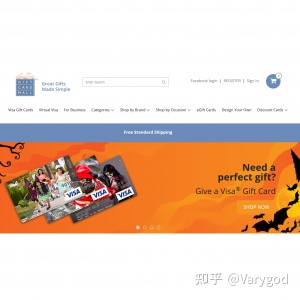 GIFT
CARD
MALL
Great Gifts
Made Simple
Enter Search
Facebook login | REGISTER | Sign In
Visa Gift Cards Virtual Visa For Business Categories Shop by Brand Shop by Occasion eGift Cards Design Your Own Discount Cards
Free Standard Shipping
Need a
perfect gift?
Give a Visa® Gift Card
SHOP NOW
VISA
VISA
VISA
知乎 @Varygod